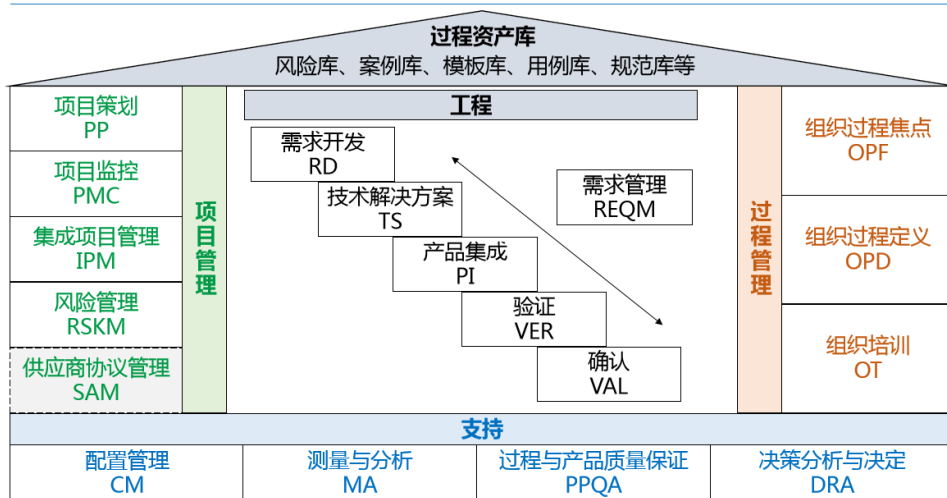 过程资产库
风险库、案例库、模板库、用例库、规范库等
项目策划
PP
项目监控
PMC
集成项目管理
IPM
风险管理
RSKM
供应商协议管理
SAM
项目管理
工程
需求开发
RD
技术解决方案
TS
产品集成
PI
验证
VER
确认
VAL
需求管理
REQM
过程管理
组织过程焦点
OPF
组织过程定义
OPD
组织培训
OT
支持
配置管理
CM
测量与分析
MA
过程与产品质量保证
PPQA
决策分析与决定
DRA